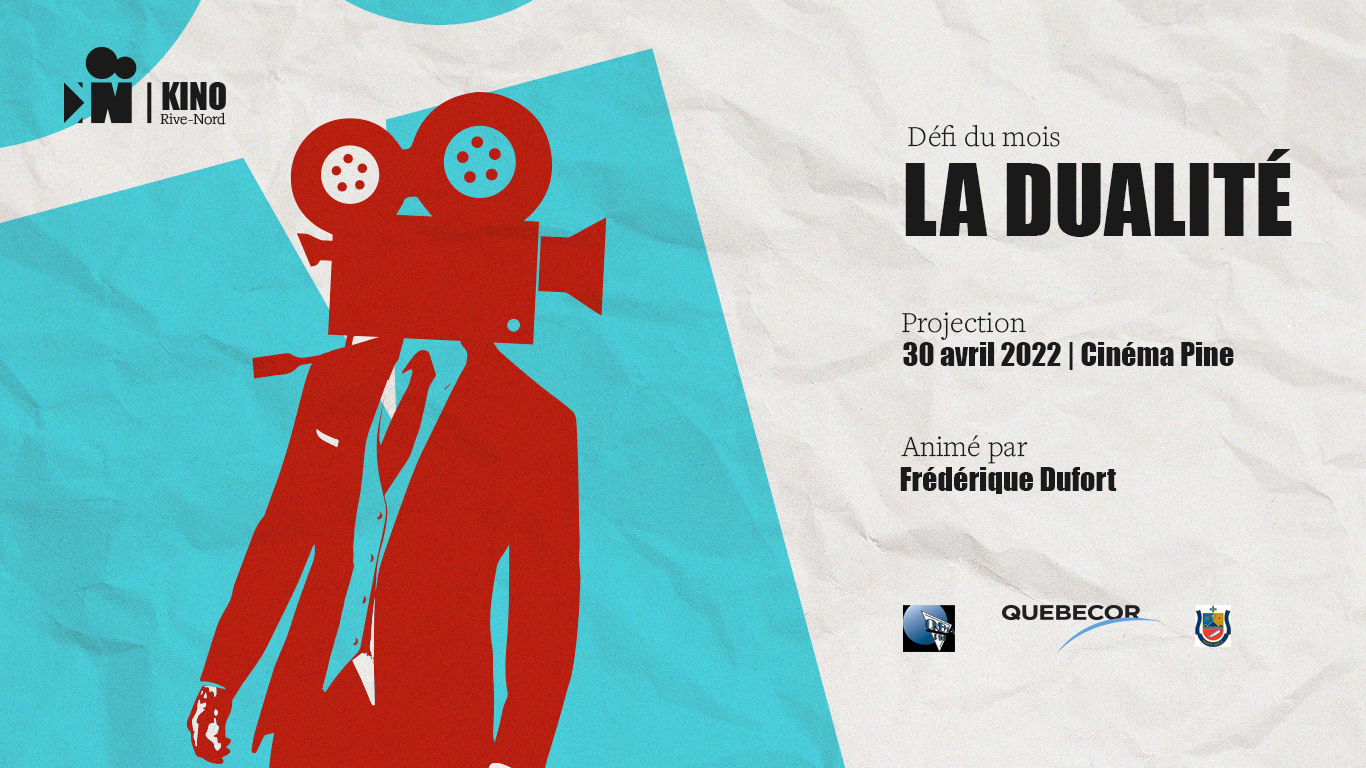 KINO
Rive-Nord
Défi du mois
LA DUALITÉ
Projection
30 avril 2022 | Cinéma Pine
Animé par
Frédérique Dufort
QUEBECOR